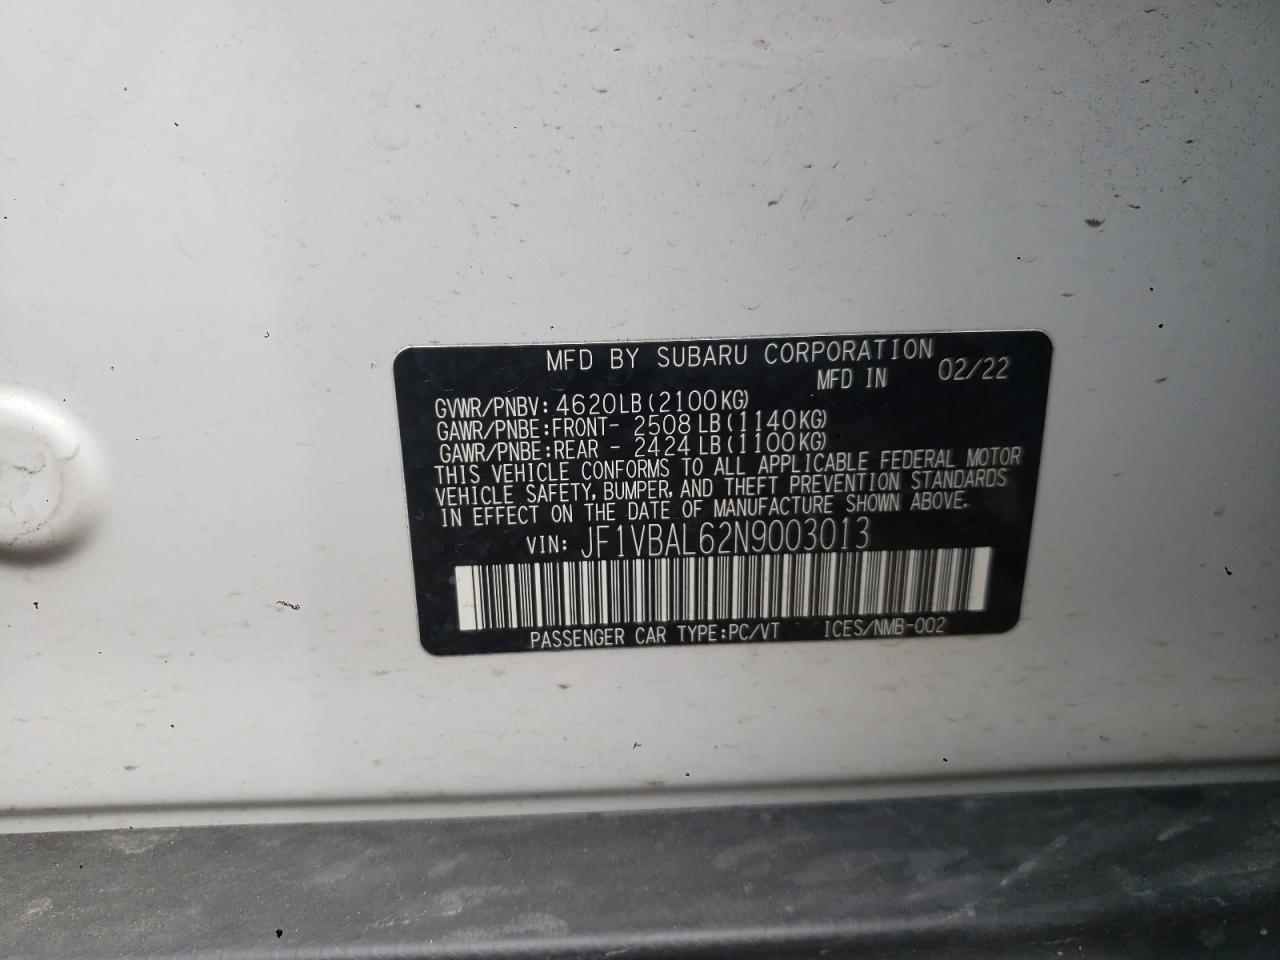 MFD BY SUBARU CORPORATION
MFD IN 02/22
GVWR/PNBV: 4620LB(2100KG)
GAWR/PNBE:FRONT- 2508 LB(1140KG)
GAWR/PNBE:REAR - 2424 LB(1100KG)
THIS VEHICLE CONFORMS TO ALL APPLICABLE FEDERAL MOTOR
VEHICLE SAFETY, BUMPER, AND THEFT PREVENTION STANDARDS
IN EFFECT ON THE DATE OF MANUFACTURE SHOWN ABOVE.
VIN: JF1VBAL62N9003013
PASSENGER CAR TYPE:PC/VT ICES/NMB-002